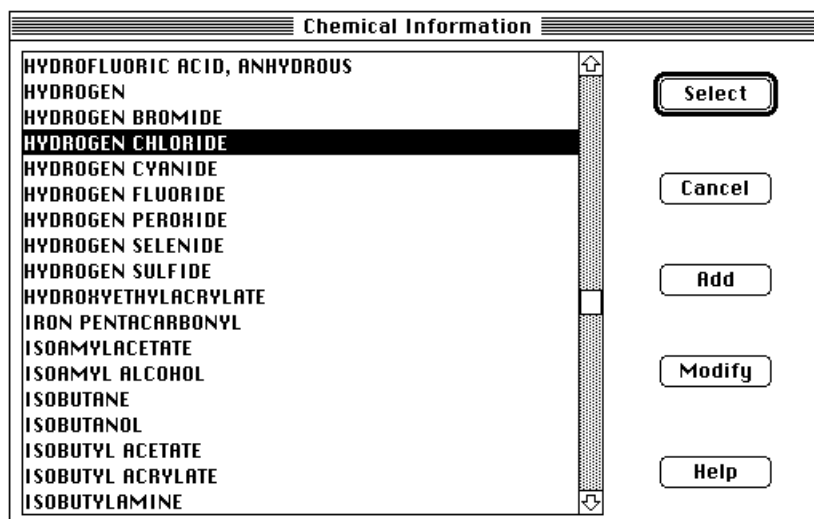 Chemical Information
HYDROFLUORIC ACID, ANHYDROUS
HYDROGEN
HYDROGEN BROMIDE
HYDROGEN CHLORIDE
HYDROGEN CYANIDE
HYDROGEN FLUORIDE
HYDROGEN PEROXIDE
HYDROGEN SELENIDE
HYDROGEN SULFIDE
HYDROXYETHYLACRYLATE
IRON PENTACARBONYL
ISOAMYLACETATE
ISOAMYL ALCOHOL
ISOBUTANE
ISOBUTANOL
ISOBUTYL ACETATE
ISOBUTYL ACRYLATE
ISOBUTYLAMINE
Select
Cancel
Add
Modify
Help